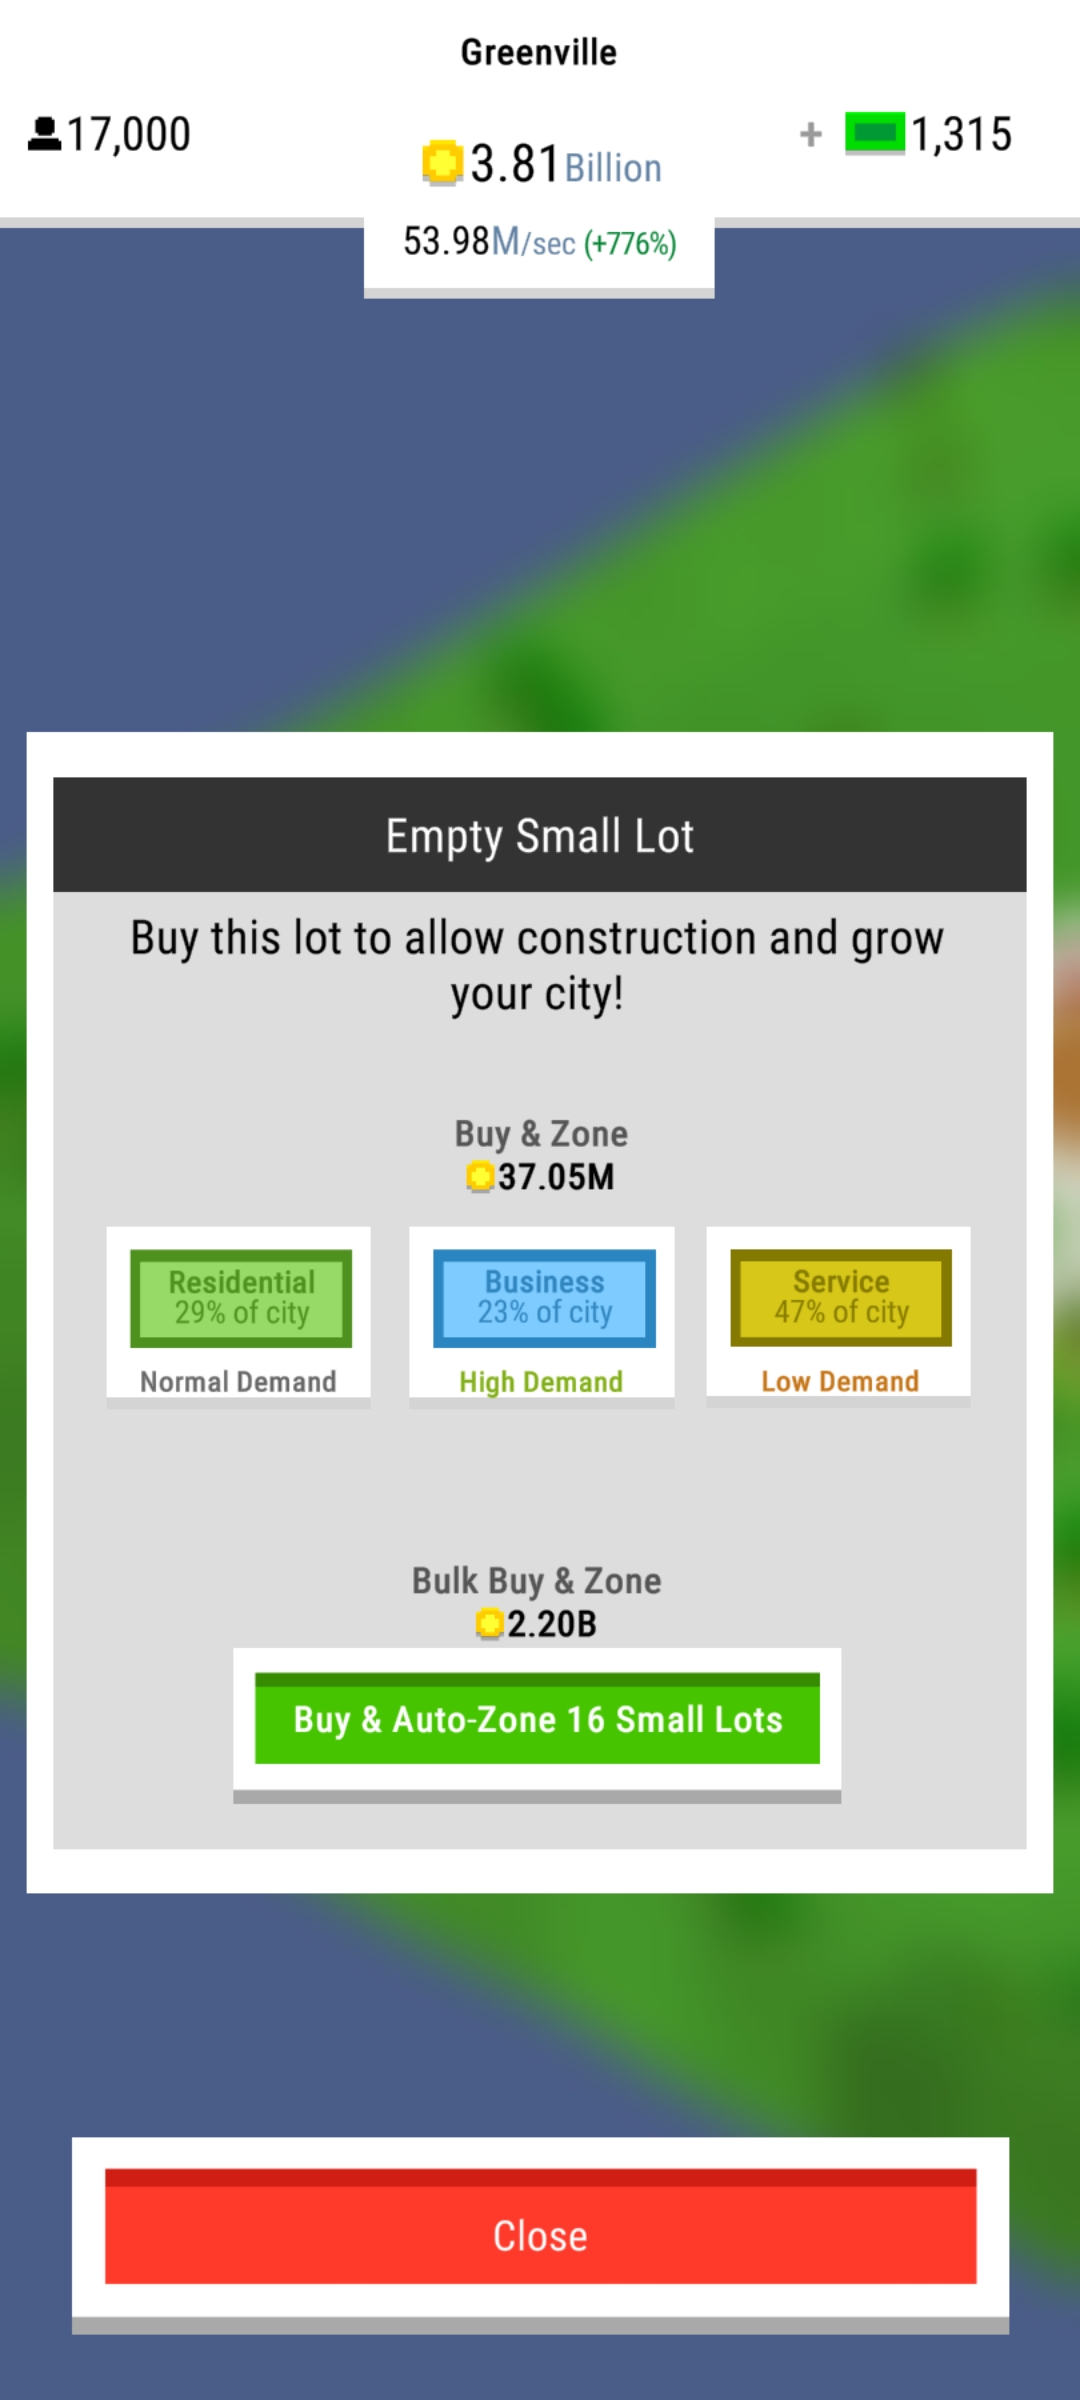 Greenville
17,000
3.81 Billion
+ 1,315
53.98M/sec (+776%)
Empty Small Lot
Buy this lot to allow construction and grow
your city!
Buy & Zone
37.05M
Residential
29% of city
Normal Demand
Business
23% of city
High Demand
Service
47% of city
Low Demand
Bulk Buy & Zone
2.20B
Buy & Auto-Zone 16 Small Lots
Close